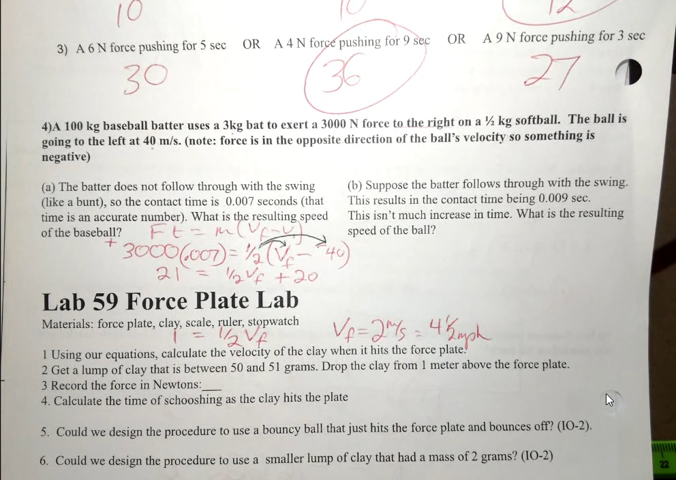 10 10 12
3) A 6 N force pushing for 5 sec OR A 4 N force pushing for 9 sec OR A 9 N force pushing for 3 sec
30 36 27
4)A 100 kg baseball batter uses a 3kg bat to exert a 3000 N force to the right on a ½ kg softball. The ball is
going to the left at 40 m/s. (note: force is in the opposite direction of the ball's velocity so something is
negative)
(a) The batter does not follow through with the swing
(like a bunt), so the contact time is 0.007 seconds (that
time is an accurate number). What is the resulting speed
of the baseball? Ft = m(Vf-Vi)
+3000(.007) = 1/2(Vf - -40)
21 = 1/2 Vf + 20
(b) Suppose the batter follows through with the swing.
This results in the contact time being 0.009 sec.
This isn't much increase in time. What is the resulting
speed of the ball?
Lab 59 Force Plate Lab
Materials: force plate, clay, scale, ruler, stopwatch
1 = 1/2 Vf Vf = 2 m/s = 4 1/2 mph
1 Using our equations, calculate the velocity of the clay when it hits the force plate.
2 Get a lump of clay that is between 50 and 51 grams. Drop the clay from 1 meter above the force plate.
3 Record the force in Newtons:___
4. Calculate the time of schooshing as the clay hits the plate
5. Could we design the procedure to use a bouncy ball that just hits the force plate and bounces off? (IO-2).
6. Could we design the procedure to use a smaller lump of clay that had a mass of 2 grams? (IO-2)
22